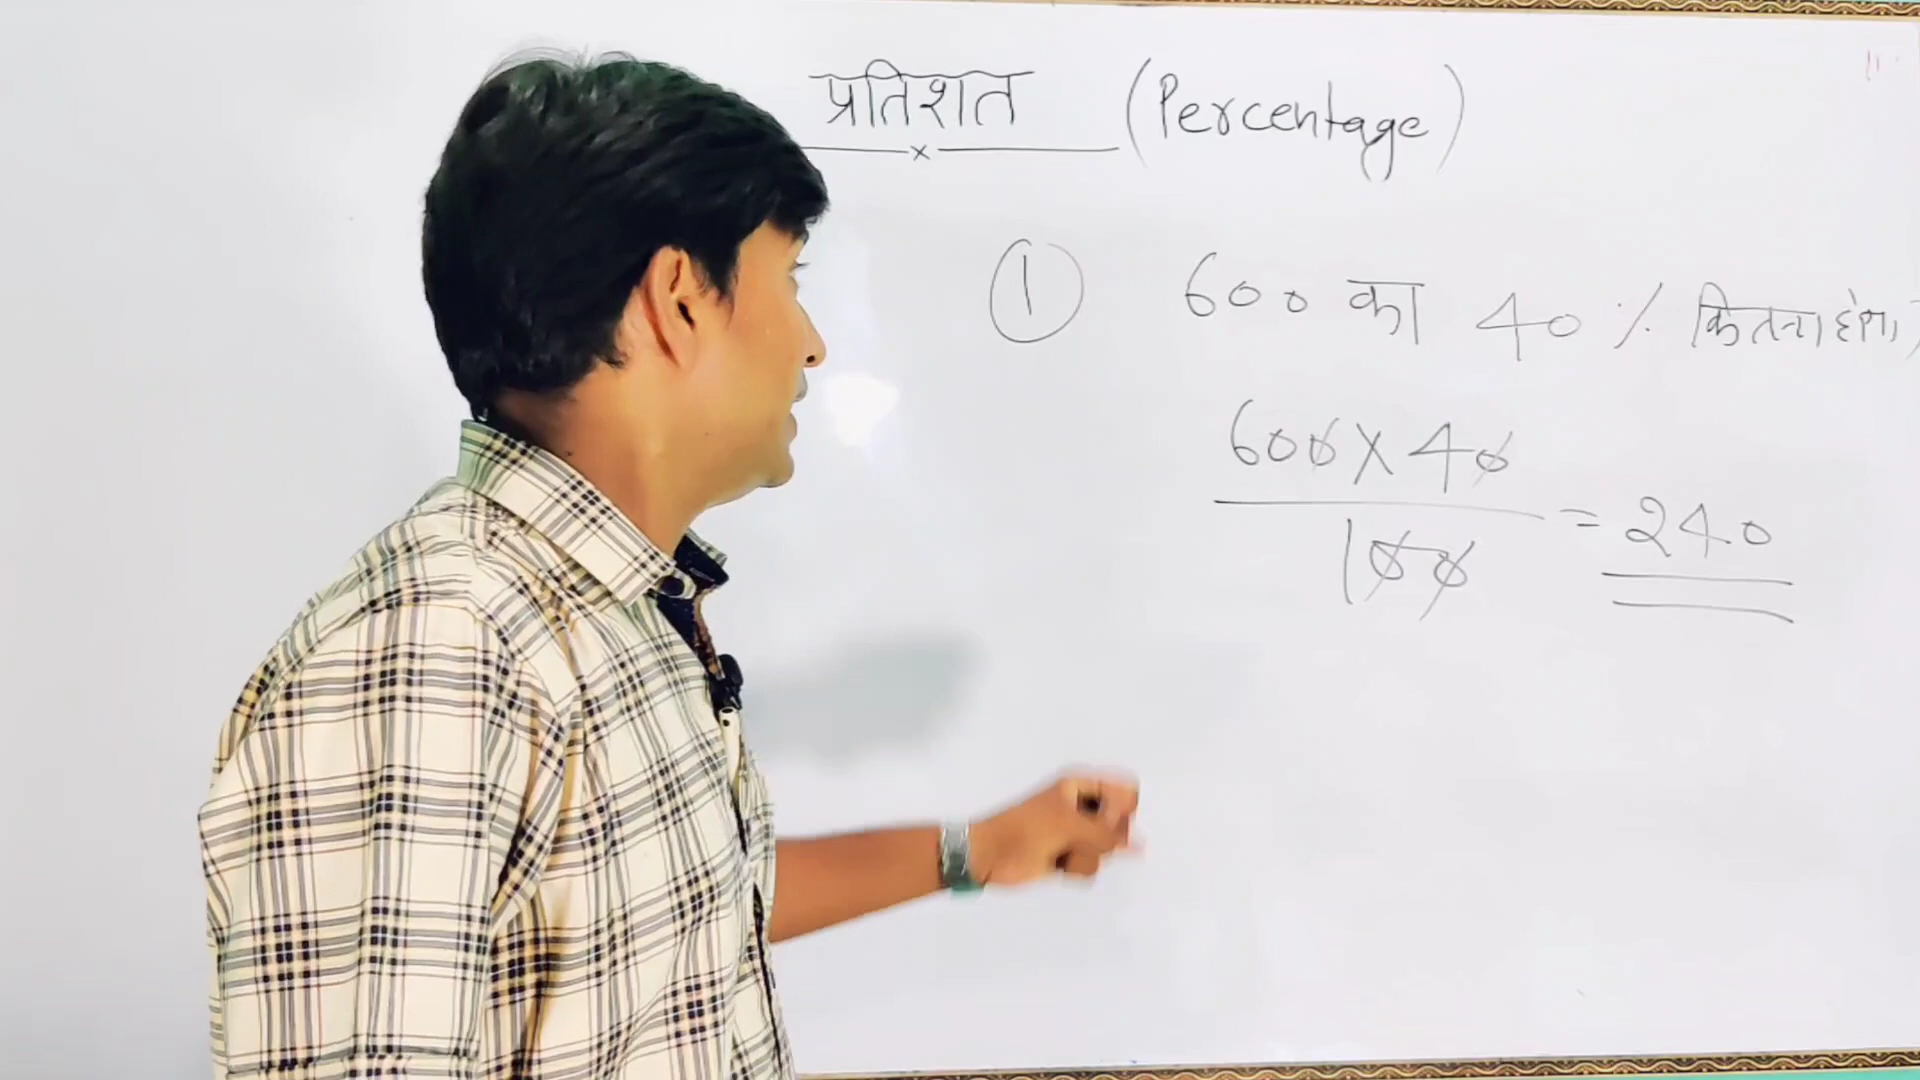 प्रतिशत (Percentage)
① 600 का 40 % कितना होगा ?
600 X 40
100
= 240